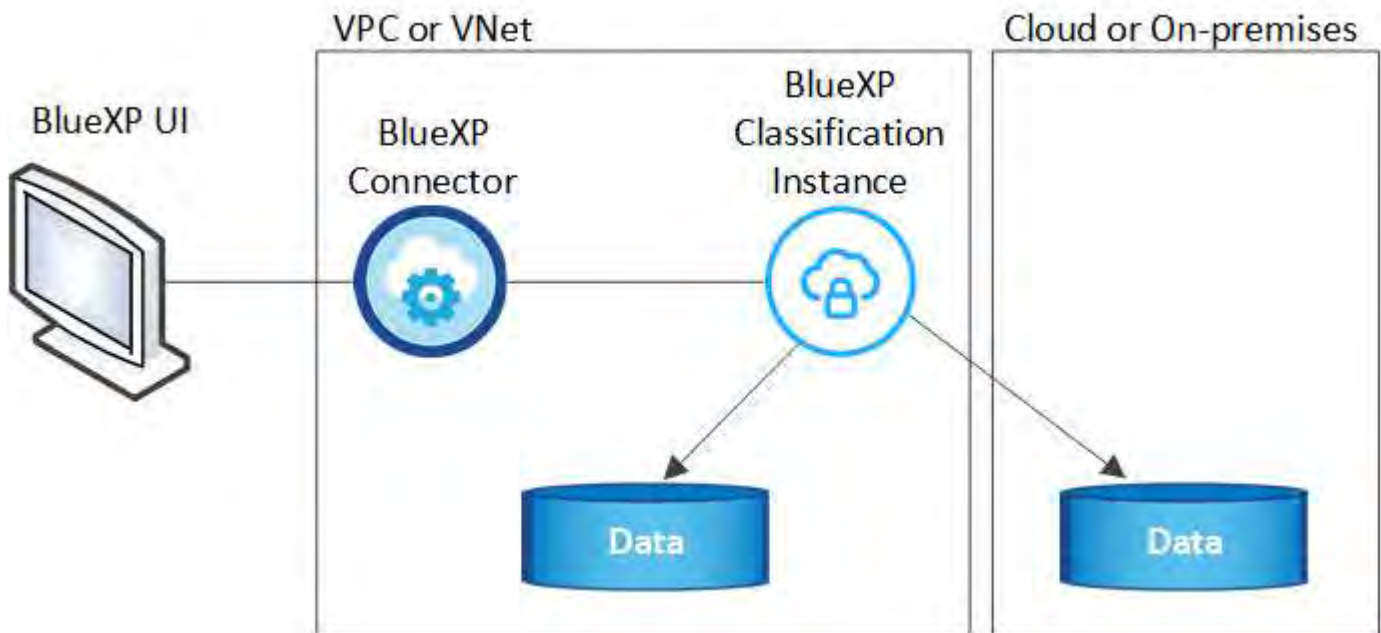 VPC or VNet
Cloud or On-premises
BlueXP UI
BlueXP
Connector
BlueXP
Classification
Instance
Data
Data